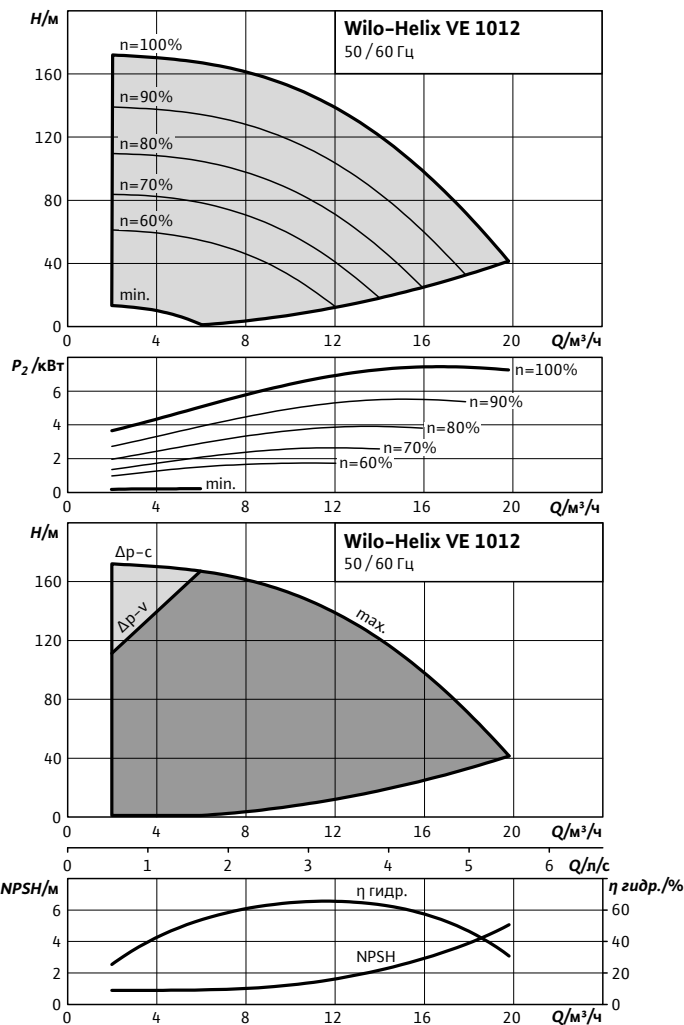 H/м
Wilo-Helix VE 1012
50 / 60 Гц
n=100%
160
n=90%
120
n=80%
80
n=70%
n=60%
40
min.
0
0 4 8 12 16 20 Q/м³/ч
P₂ /кВт
n=100%
6
n=90%
4
n=80%
n=70%
2
n=60%
min.
0
0 4 8 12 16 20 Q/м³/ч
H/м
Wilo-Helix VE 1012
50 / 60 Гц
Δp-c
160
Δp-v
max.
120
80
40
0
0 4 8 12 16 20 Q/м³/ч
0 1 2 3 4 5 6 Q/л/с
NPSH/м
η гидр./%
η гидр.
6 60
4 40
NPSH
2 20
0 0
0 4 8 12 16 20 Q/м³/ч